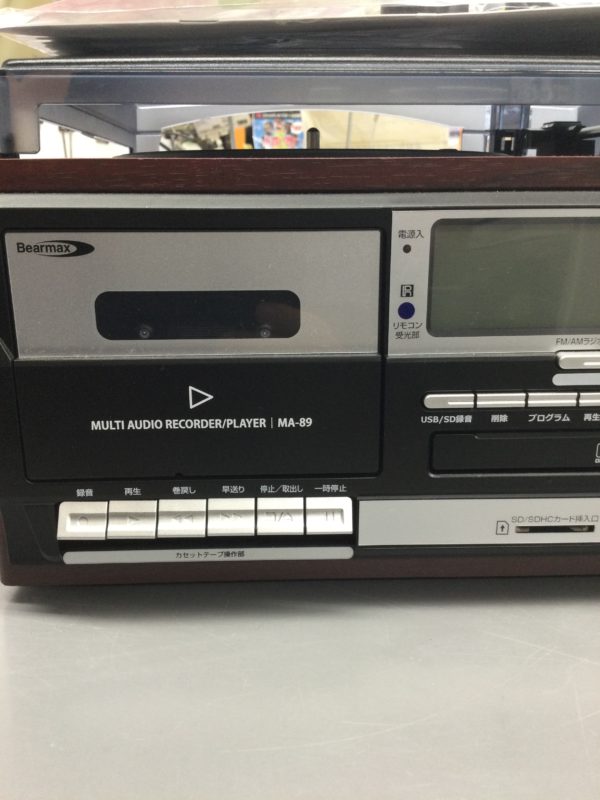 Bearmax
電源入
リモコン
受光部
FM/AMラジオ
MULTI AUDIO RECORDER/PLAYER | MA-89
USB/SD録音 削除 プログラム 再生
録音 再生 巻戻し 早送り 停止/取出し 一時停止
SD/SDHCカード挿入口
カセットテープ操作部